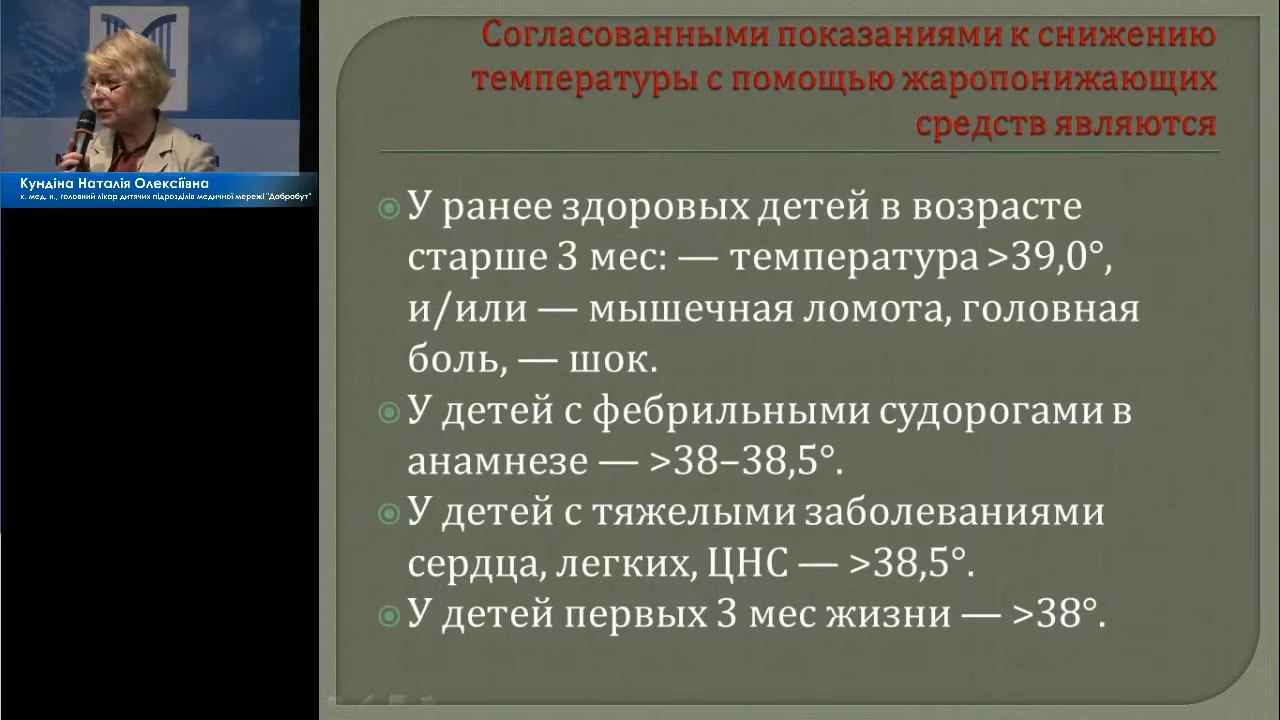 Кундіна Наталія Олексіївна
к. мед. н., головний лікар дитячих підрозділів медичної мережі "Добробут"
Согласованными показаниями к снижению
температуры с помощью жаропонижающих
средств являются
У ранее здоровых детей в возрасте
старше 3 мес: — температура >39,0°,
и/или — мышечная ломота, головная
боль, — шок.
У детей с фебрильными судорогами в
анамнезе — >38–38,5°.
У детей с тяжелыми заболеваниями
сердца, легких, ЦНС — >38,5°.
У детей первых 3 мес жизни — >38°.